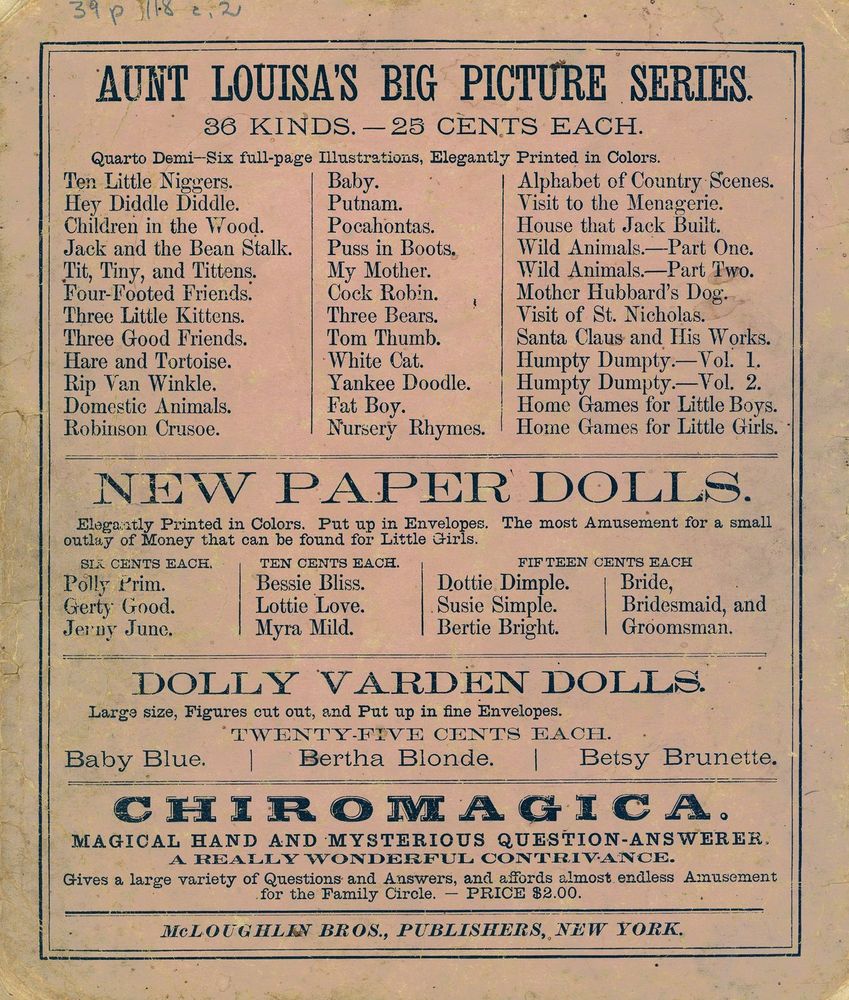 39 p 118 c. 2
AUNT LOUISA'S BIG PICTURE SERIES.
36 KINDS. — 25 CENTS EACH.
Quarto Demi—Six full-page Illustrations, Elegantly Printed in Colors.
Ten Little Niggers.
Hey Diddle Diddle.
Children in the Wood.
Jack and the Bean Stalk.
Tit, Tiny, and Tittens.
Four-Footed Friends.
Three Little Kittens.
Three Good Friends.
Hare and Tortoise.
Rip Van Winkle.
Domestic Animals.
Robinson Crusoe.
Baby.
Putnam.
Pocahontas.
Puss in Boots.
My Mother.
Cock Robin.
Three Bears.
Tom Thumb.
White Cat.
Yankee Doodle.
Fat Boy.
Nursery Rhymes.
Alphabet of Country Scenes.
Visit to the Menagerie.
House that Jack Built.
Wild Animals.—Part One.
Wild Animals.—Part Two.
Mother Hubbard's Dog.
Visit of St. Nicholas.
Santa Claus and His Works.
Humpty Dumpty.—Vol. 1.
Humpty Dumpty.—Vol. 2.
Home Games for Little Boys.
Home Games for Little Girls.
NEW PAPER DOLLS.
Elegantly Printed in Colors. Put up in Envelopes. The most Amusement for a small
outlay of Money that can be found for Little Girls.
SIX CENTS EACH.
Polly Prim.
Gerty Good.
Jenny June.
TEN CENTS EACH.
Bessie Bliss.
Lottie Love.
Myra Mild.
FIFTEEN CENTS EACH
Dottie Dimple.
Susie Simple.
Bertie Bright.
Bride,
Bridesmaid, and
Groomsman.
DOLLY VARDEN DOLLS.
Large size, Figures cut out, and Put up in fine Envelopes.
TWENTY-FIVE CENTS EACH.
Baby Blue. | Bertha Blonde. | Betsy Brunette.
CHIROMAGICA.
MAGICAL HAND AND MYSTERIOUS QUESTION-ANSWERER.
A REALLY WONDERFUL CONTRIVANCE.
Gives a large variety of Questions and Answers, and affords almost endless Amusement
for the Family Circle. — PRICE $2.00.
McLOUGHLIN BROS., PUBLISHERS, NEW YORK.